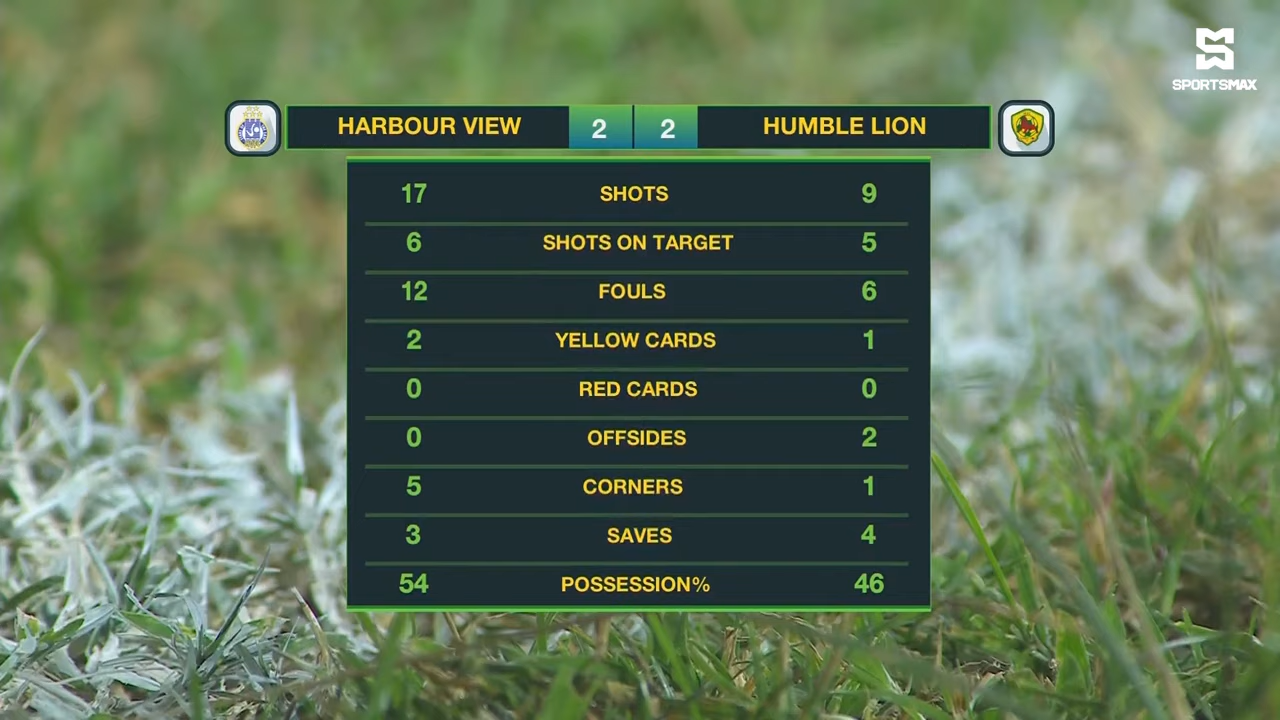 SPORTSMAX
HARBOUR VIEW 2 2 HUMBLE LION
17 SHOTS 9
6 SHOTS ON TARGET 5
12 FOULS 6
2 YELLOW CARDS 1
0 RED CARDS 0
0 OFFSIDES 2
5 CORNERS 1
3 SAVES 4
54 POSSESSION% 46